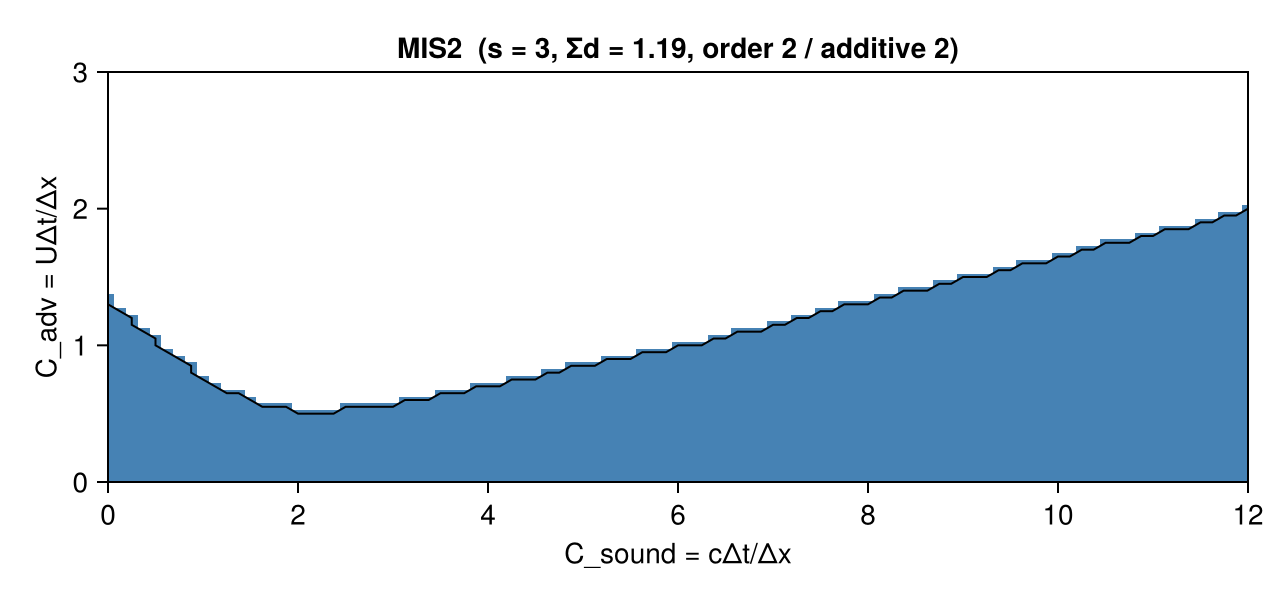 MIS2 (s = 3, Σd = 1.19, order 2 / additive 2)
3
2
1
0
C_adv = UΔt/Δx
0 2 4 6 8 10 12
C_sound = cΔt/Δx